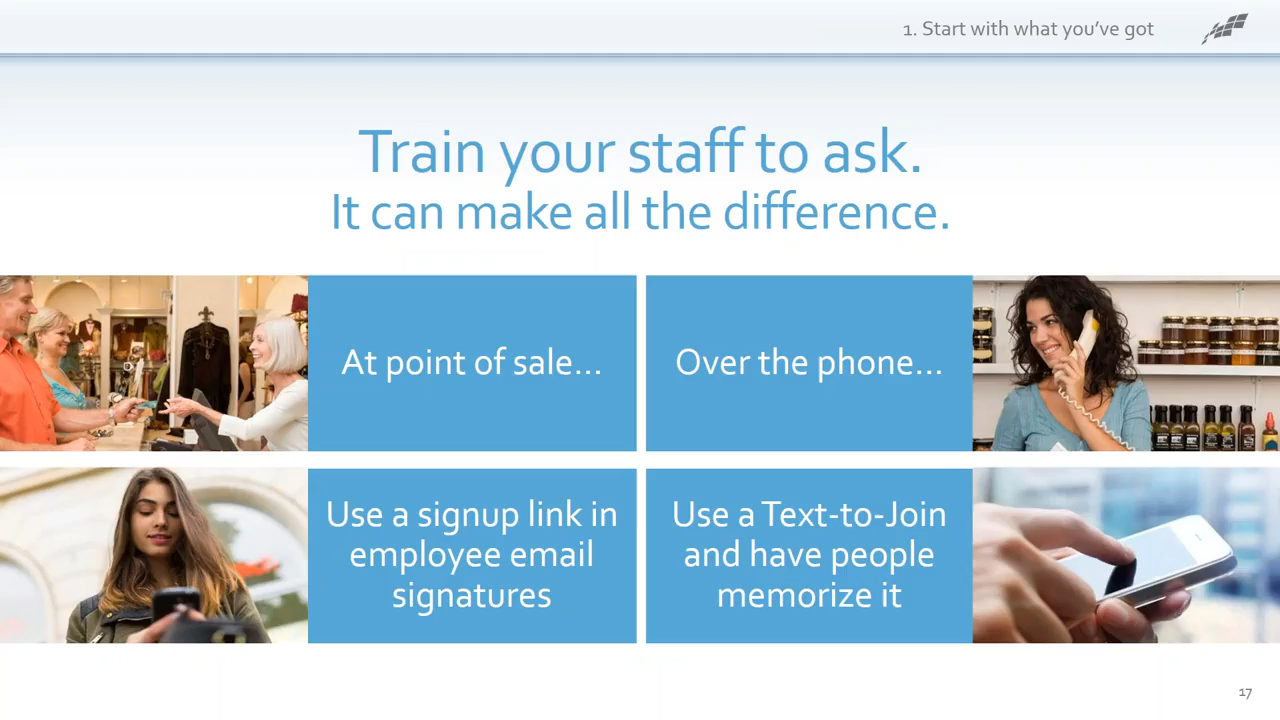 1. Start with what you’ve got
Train your staff to ask.
It can make all the difference.
At point of sale...
Over the phone...
Use a signup link in
employee email
signatures
Use a Text-to-Join
and have people
memorize it
17